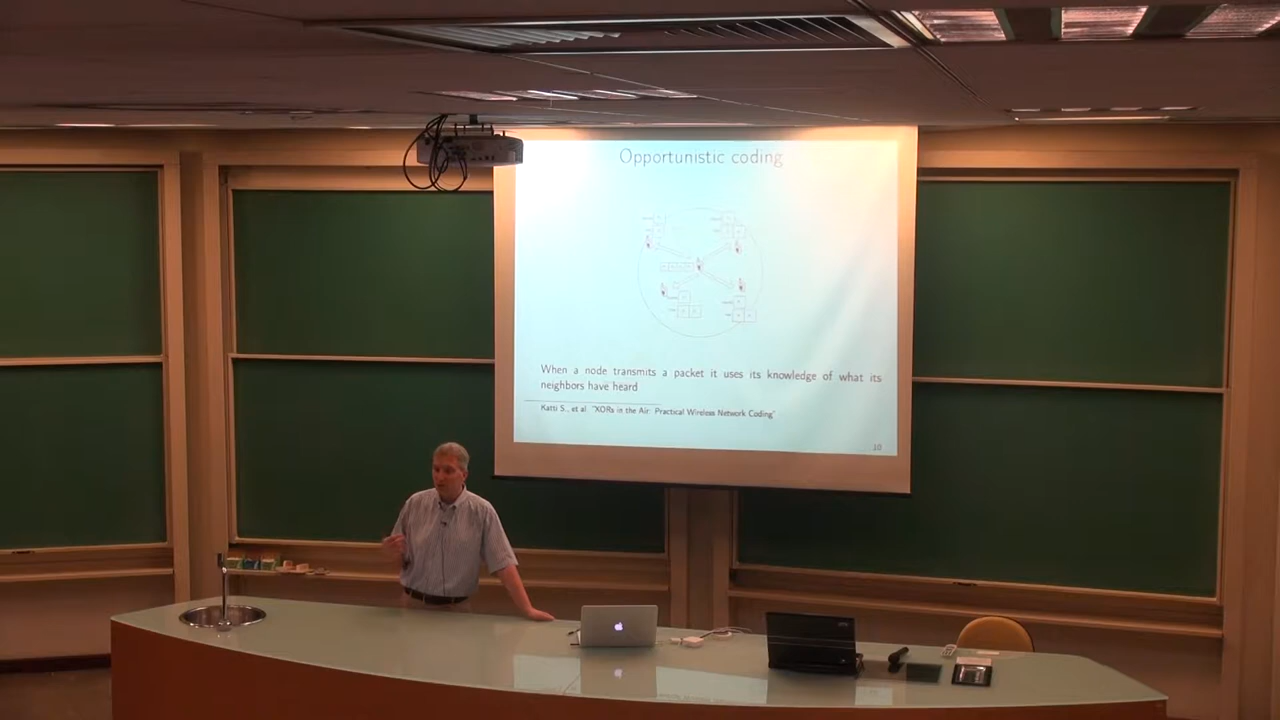 Opportunistic coding
When a node transmits a packet it uses its knowledge of what its
neighbors have heard
Katti S., et al. "XORs in the Air: Practical Wireless Network Coding"
10